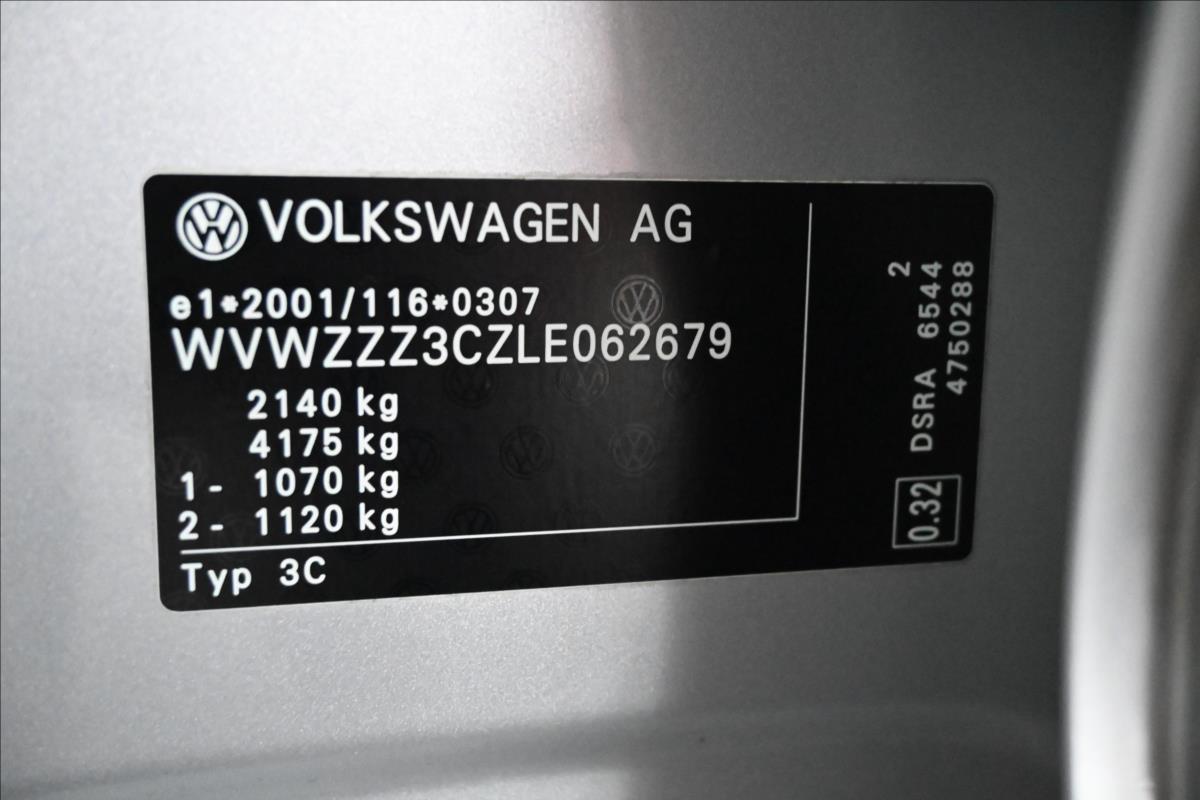 VOLKSWAGEN AG
e1*2001/116*0307
WVWZZZ3CZLE062679
2140 kg
4175 kg
1 - 1070 kg
2 - 1120 kg
Typ 3C
2
DSRA 6544
4750288
0.32